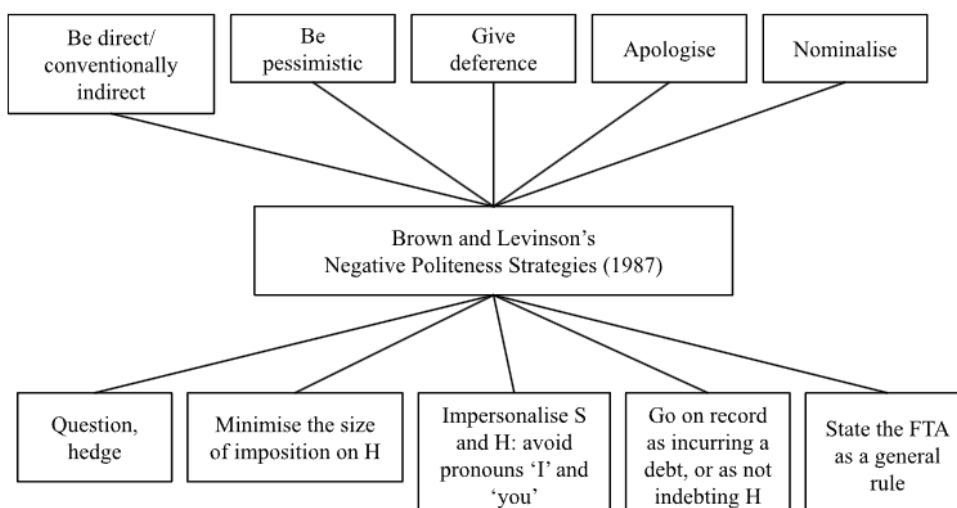 Be direct/
conventionally
indirect
Be
pessimistic
Give
deference
Apologise
Nominalise
Brown and Levinson’s
Negative Politeness Strategies (1987)
Question,
hedge
Minimise the size
of imposition on H
Impersonalise S
and H: avoid
pronouns ‘I’ and
‘you’
Go on record
as incurring a
debt, or as not
indebting H
State the FTA
as a general
rule